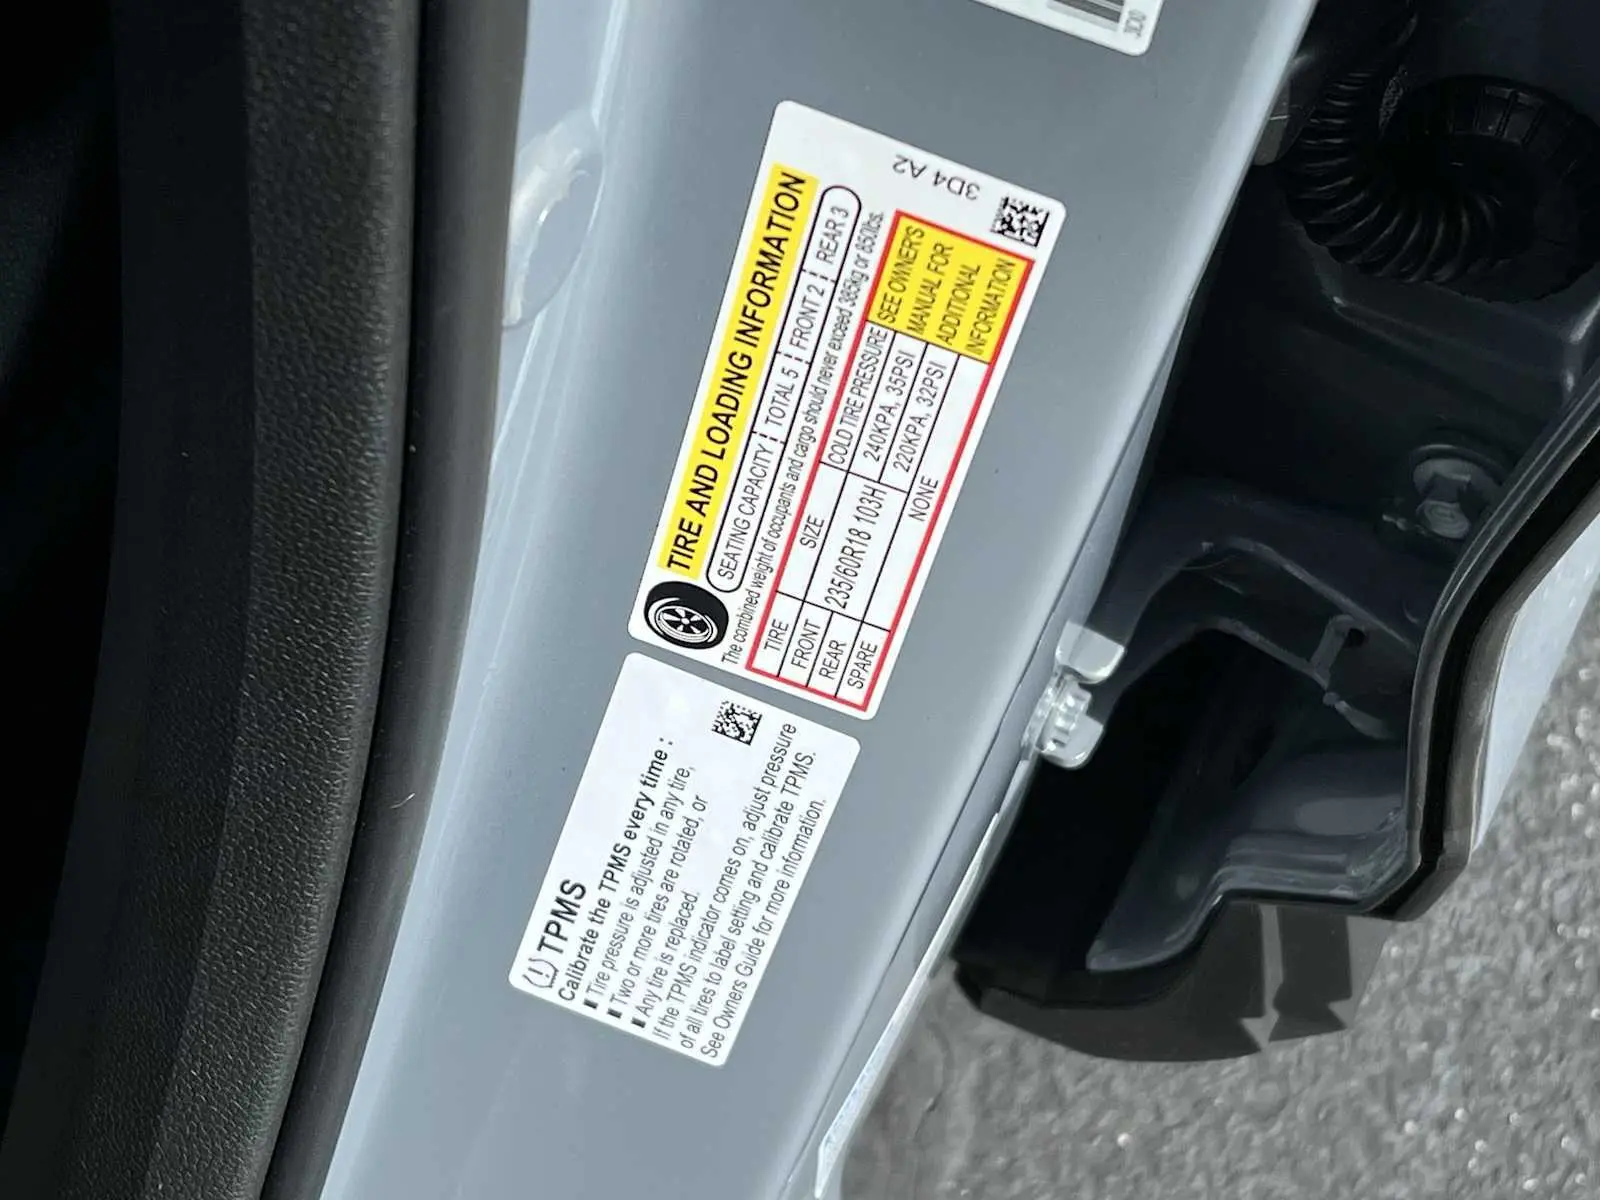 3C0
3D4 A2
TIRE AND LOADING INFORMATION
SEATING CAPACITY TOTAL 5 FRONT 2 REAR 3
The combined weight of occupants and cargo should never exceed 385kg or 850lbs.
TIRE SIZE COLD TIRE PRESSURE SEE OWNER'S MANUAL FOR ADDITIONAL INFORMATION
FRONT 235/60R18 103H 240KPA, 35PSI
REAR 220KPA, 32PSI
SPARE NONE
TPMS
Calibrate the TPMS every time :
■ Tire pressure is adjusted in any tire,
■ Two or more tires are rotated, or
■ Any tire is replaced.
If the TPMS indicator comes on, adjust pressure
of all tires to label setting and calibrate TPMS.
See Owners Guide for more information.